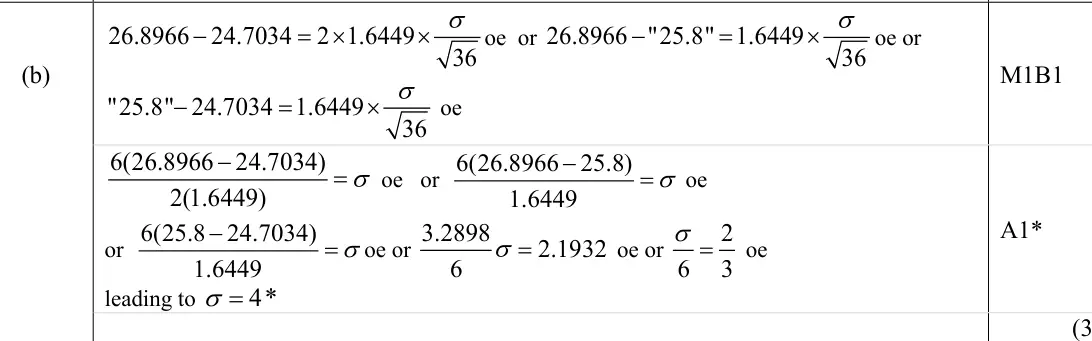 (b)
26.8966 − 24.7034 = 2×1.6449× σ/√36 oe or 26.8966 − "25.8" = 1.6449× σ/√36 oe or
"25.8" − 24.7034 = 1.6449× σ/√36 oe
M1B1
6(26.8966 − 24.7034)/2(1.6449) = σ oe or 6(26.8966 − 25.8)/1.6449 = σ oe
or 6(25.8 − 24.7034)/1.6449 = σ oe or 3.2898/6 σ = 2.1932 oe or σ/6 = 2/3 oe
leading to σ = 4*
A1*
(3